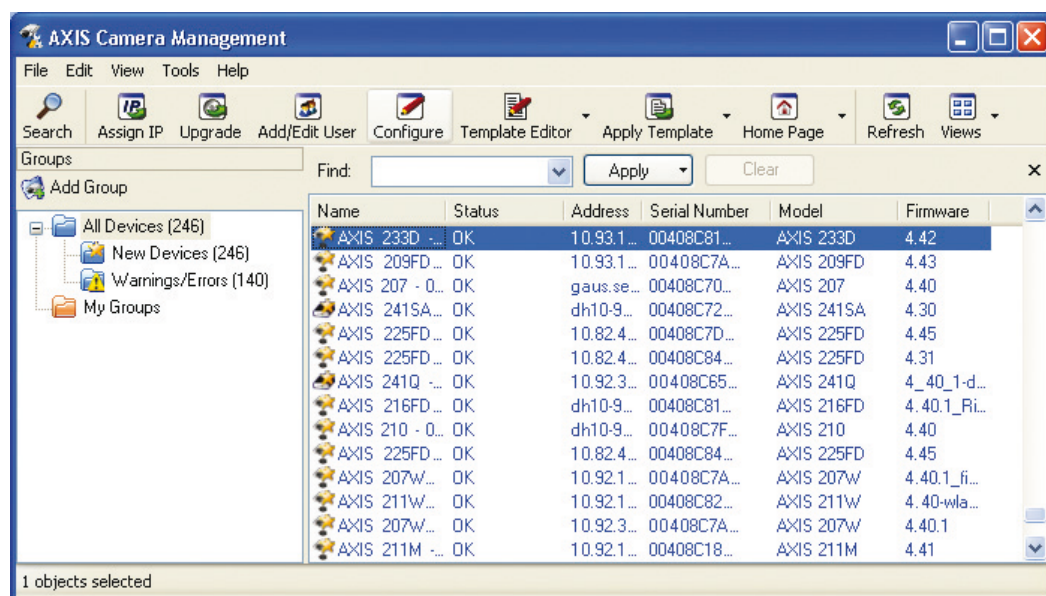 AXIS Camera Management
File Edit View Tools Help
Search Assign IP Upgrade Add/Edit User Configure Template Editor Apply Template Home Page Refresh Views
Groups
Add Group
All Devices (246)
New Devices (246)
Warnings/Errors (140)
My Groups
Find: Apply Clear
Name Status Address Serial Number Model Firmware
AXIS 233D -... OK 10.93.1... 00408C81... AXIS 233D 4.42
AXIS 209FD... OK 10.93.1... 00408C7A... AXIS 209FD 4.43
AXIS 207 - 0... OK gaus.se... 00408C70... AXIS 207 4.40
AXIS 241SA... OK dh10-9... 00408C72... AXIS 241SA 4.30
AXIS 225FD... OK 10.82.4... 00408C7D... AXIS 225FD 4.45
AXIS 225FD... OK 10.82.4... 00408C84... AXIS 225FD 4.31
AXIS 241Q -... OK 10.92.3... 00408C65... AXIS 241Q 4_40_1-d...
AXIS 216FD... OK dh10-9... 00408C81... AXIS 216FD 4.40.1_Ri...
AXIS 210 - 0... OK dh10-9... 00408C7F... AXIS 210 4.40
AXIS 225FD... OK 10.82.4... 00408C84... AXIS 225FD 4.45
AXIS 207W... OK 10.92.1... 00408C7A... AXIS 207W 4.40.1_fi...
AXIS 211W... OK 10.92.1... 00408C82... AXIS 211W 4.40-wla...
AXIS 207W... OK 10.92.3... 00408C7A... AXIS 207W 4.40.1
AXIS 211M -... OK 10.92.1... 00408C18... AXIS 211M 4.41
1 objects selected